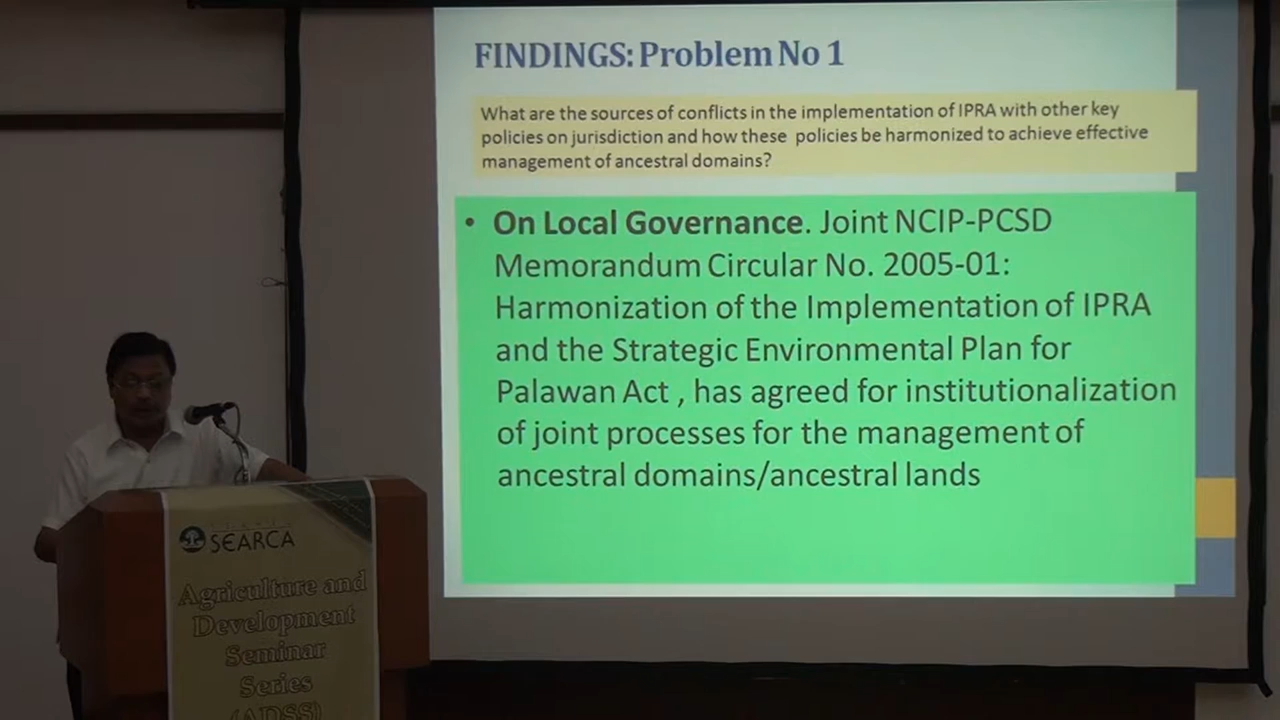 FINDINGS: Problem No 1
What are the sources of conflicts in the implementation of IPRA with other key
policies on jurisdiction and how these policies be harmonized to achieve effective
management of ancestral domains?
• On Local Governance. Joint NCIP-PCSD
Memorandum Circular No. 2005-01:
Harmonization of the Implementation of IPRA
and the Strategic Environmental Plan for
Palawan Act , has agreed for institutionalization
of joint processes for the management of
ancestral domains/ancestral lands
SEARCA
Agriculture and
Development
Seminar
Series
(ADSS)